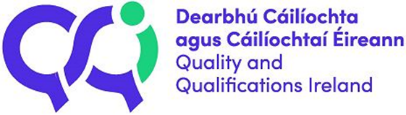 Dearbhú Cáilíochta
agus Cáilíochtaí Éireann
Quality and
Qualifications Ireland